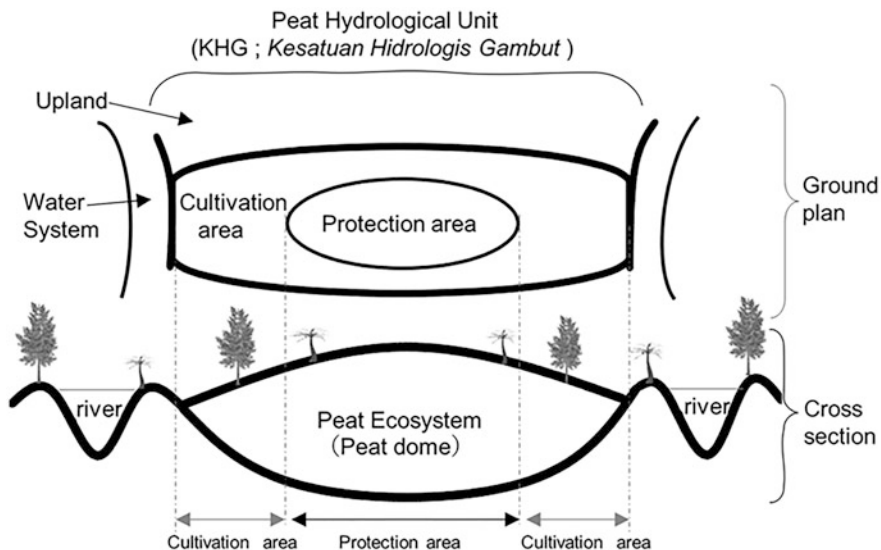 Peat Hydrological Unit
(KHG ; Kesatuan Hidrologis Gambut )
Upland
Water
System
Cultivation
area
Protection area
Ground
plan
river
Peat Ecosystem
(Peat dome)
river
Cross
section
Cultivation area
Protection area
Cultivation area